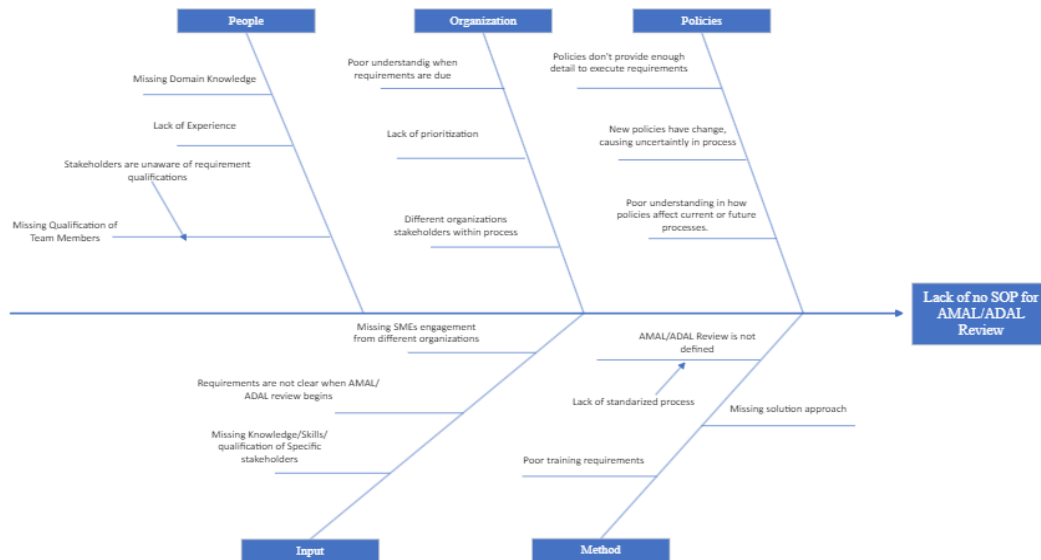 People
Organization
Policies
Missing Domain Knowledge
Lack of Experience
Stakeholders are unaware of requirement
qualifications
Missing Qualification of
Team Members
Poor understandig when
requirements are due
Lack of prioritization
Different organizations
stakeholders within process
Policies don't provide enough
detail to execute requirements
New policies have change,
causing uncertaintly in process
Poor understanding in how
policies affect current or future
processes.
Lack of no SOP for
AMAL/ADAL
Review
Missing SMEs engagement
from different organizations
Requirements are not clear when AMAL/
ADAL review begins
Missing Knowledge/Skills/
qualification of Specific
stakeholders
AMAL/ADAL Review is not
defined
Lack of standarized process
Missing solution approach
Poor training requirements
Input
Method